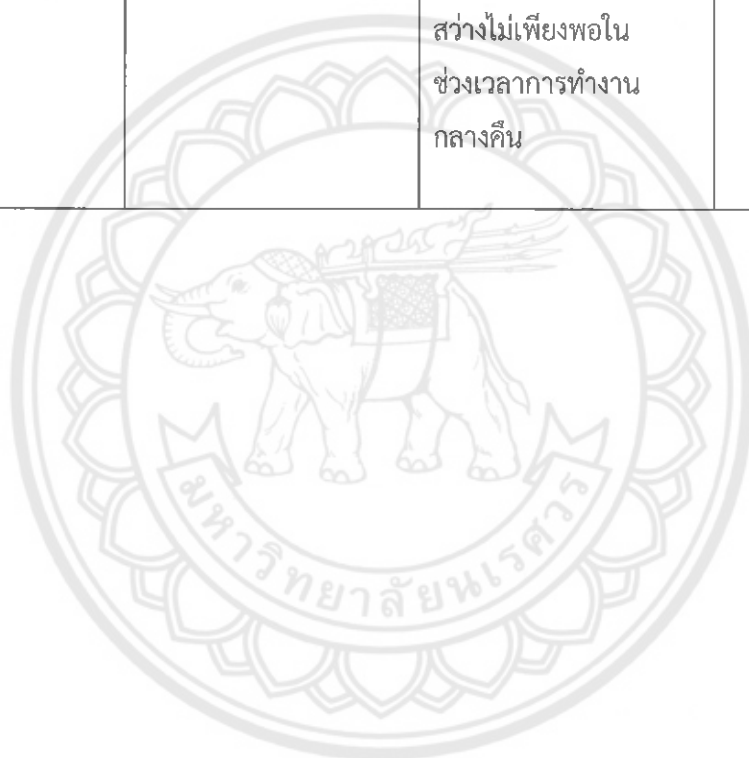 สว่างไม่เพียงพอใน
ช่วงเวลาการทำงาน
กลางคืน
มหาวิทยาลัยนเรศวร